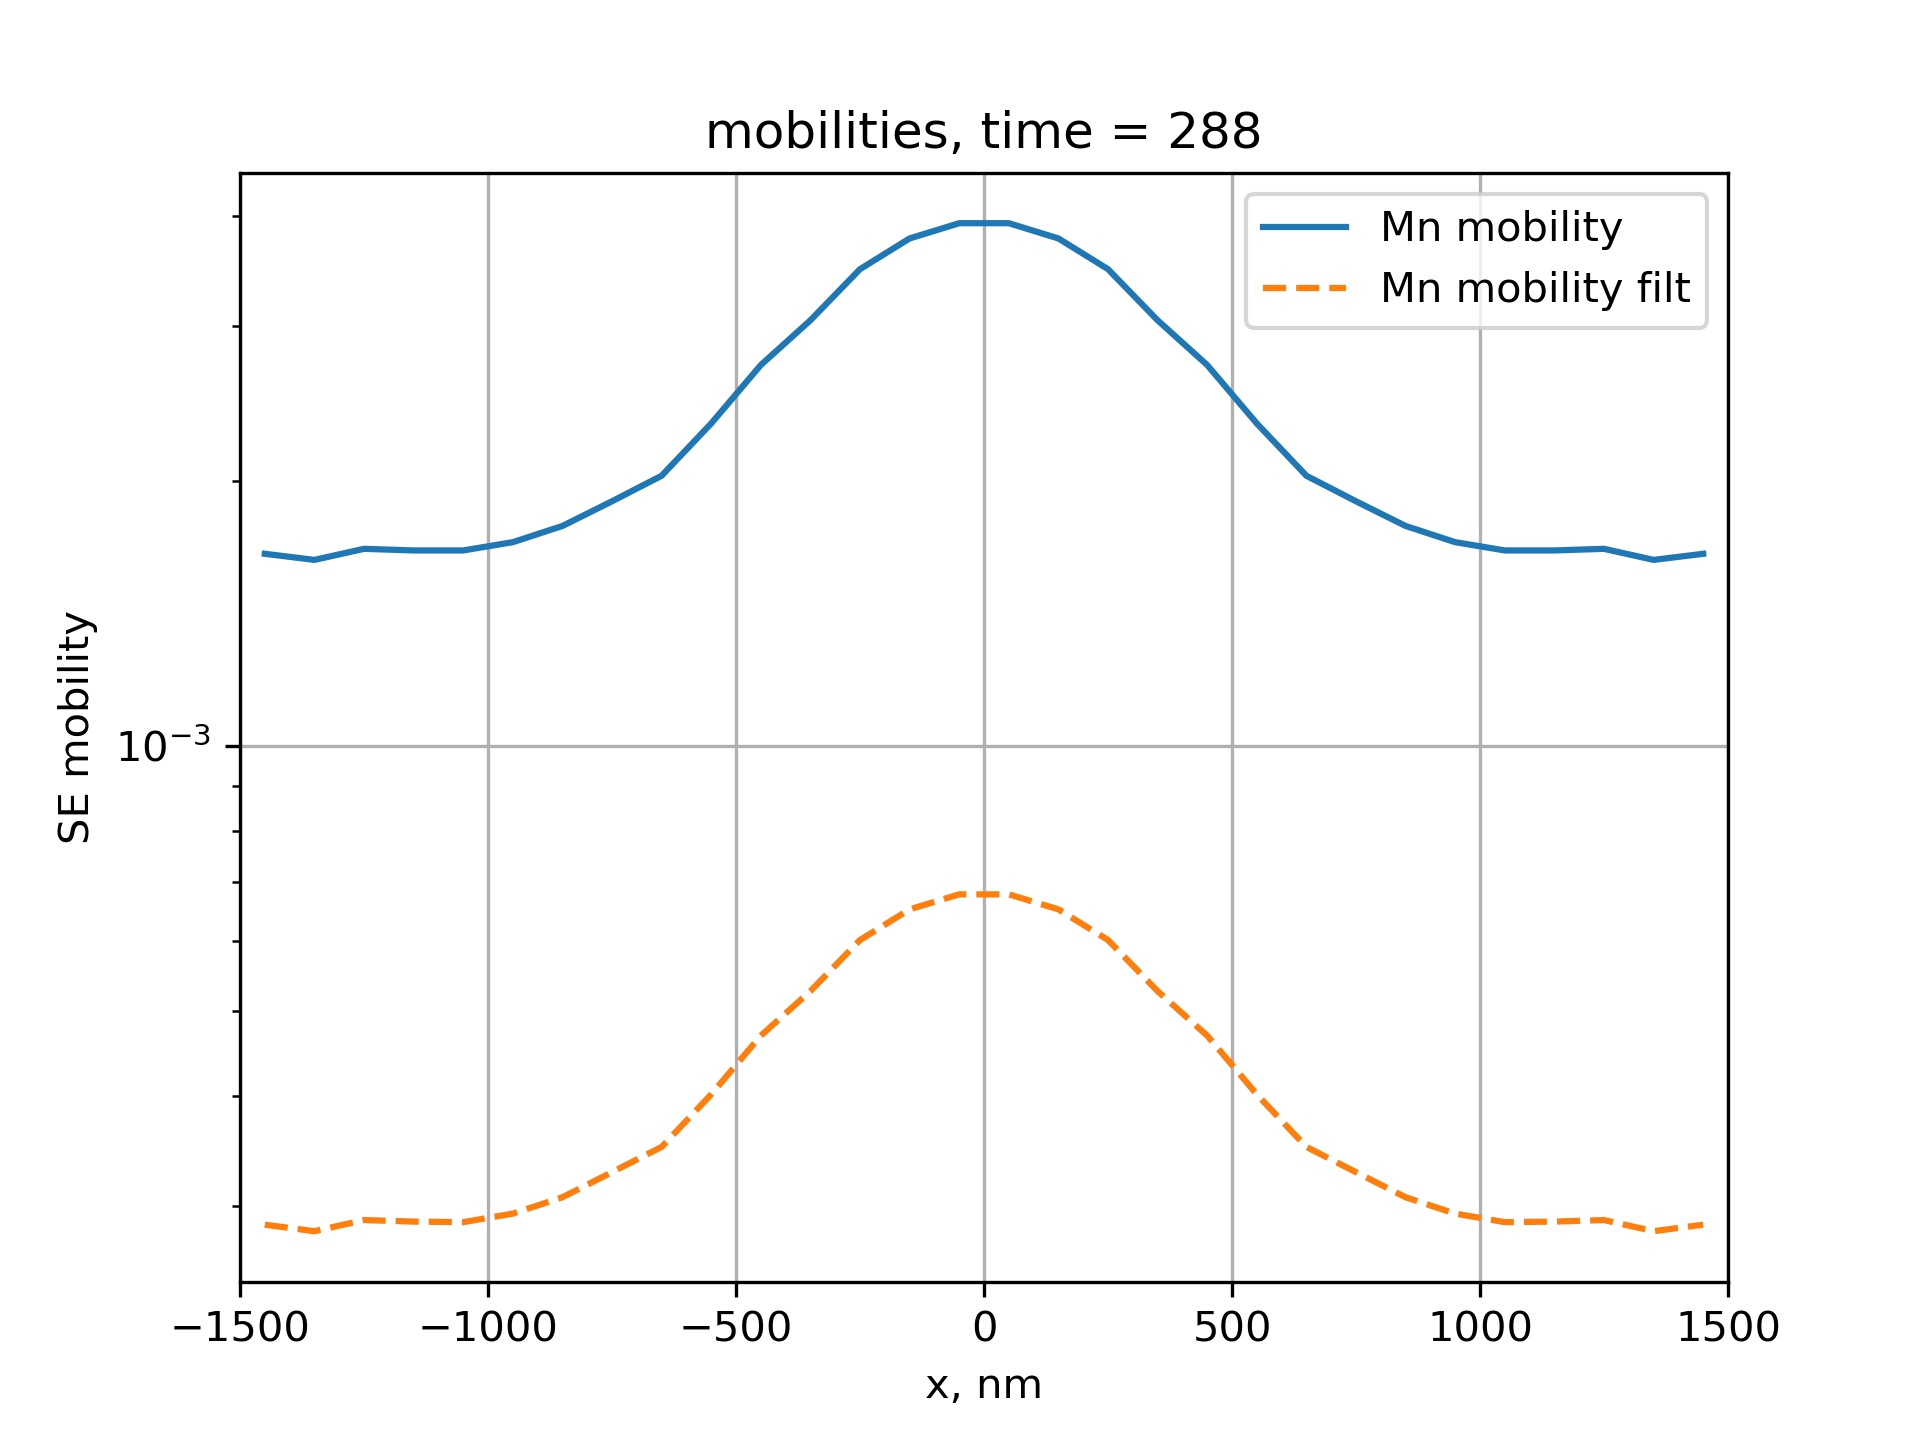 mobilities, time = 288
Mn mobility
Mn mobility filt
SE mobility
10⁻³
−1500 −1000 −500 0 500 1000 1500
x, nm